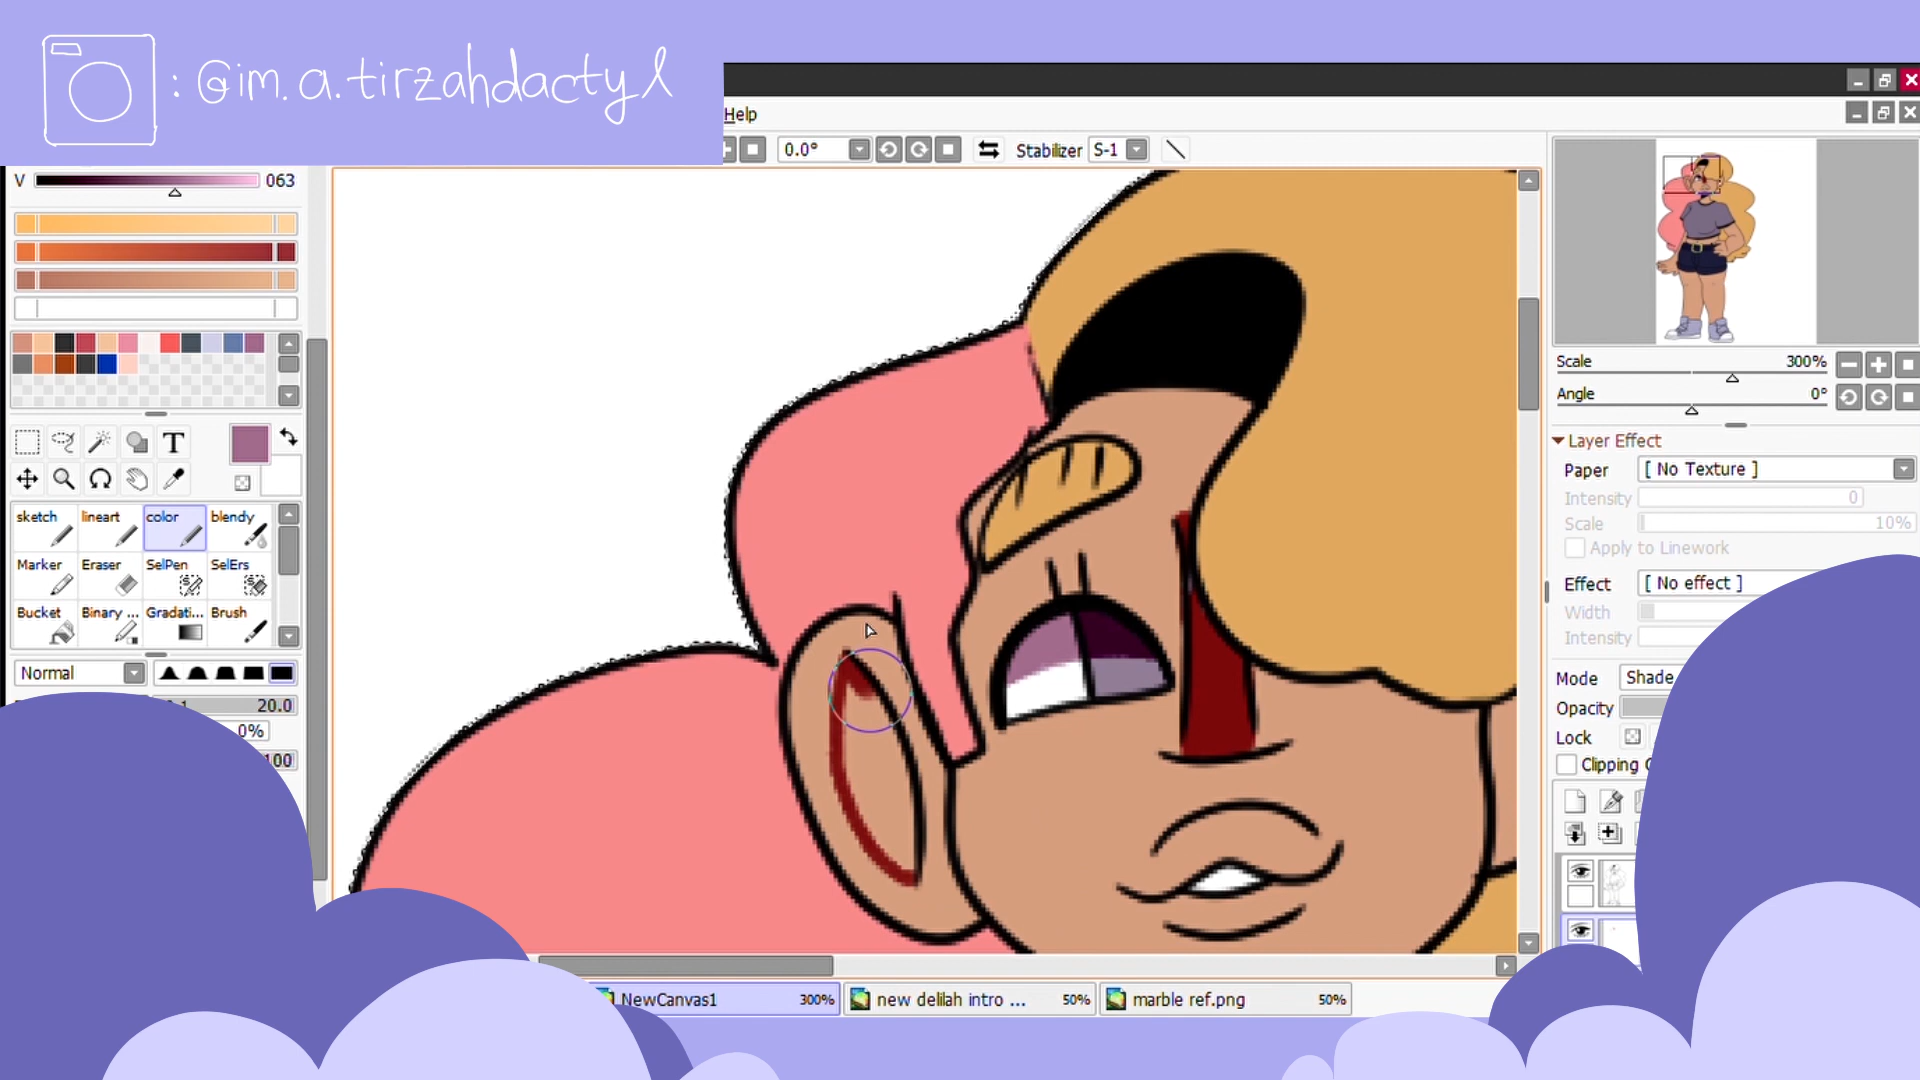 : @im.a.tirzahdactyl
Help
0.0° Stabilizer S-1
V 063
Scale 300%
Angle 0°
Layer Effect
Paper [ No Texture ]
Intensity 0
Scale 10%
Apply to Linework
Effect [ No effect ]
Width
Intensity
Mode Shade
Opacity
Lock
Clipping
T
sketch lineart color blendy
Marker Eraser SelPen SelErs
Bucket Binary ... Gradati... Brush
Normal
20.0
0%
100
NewCanvas1 300% new delilah intro ... 50% marble ref.png 50%